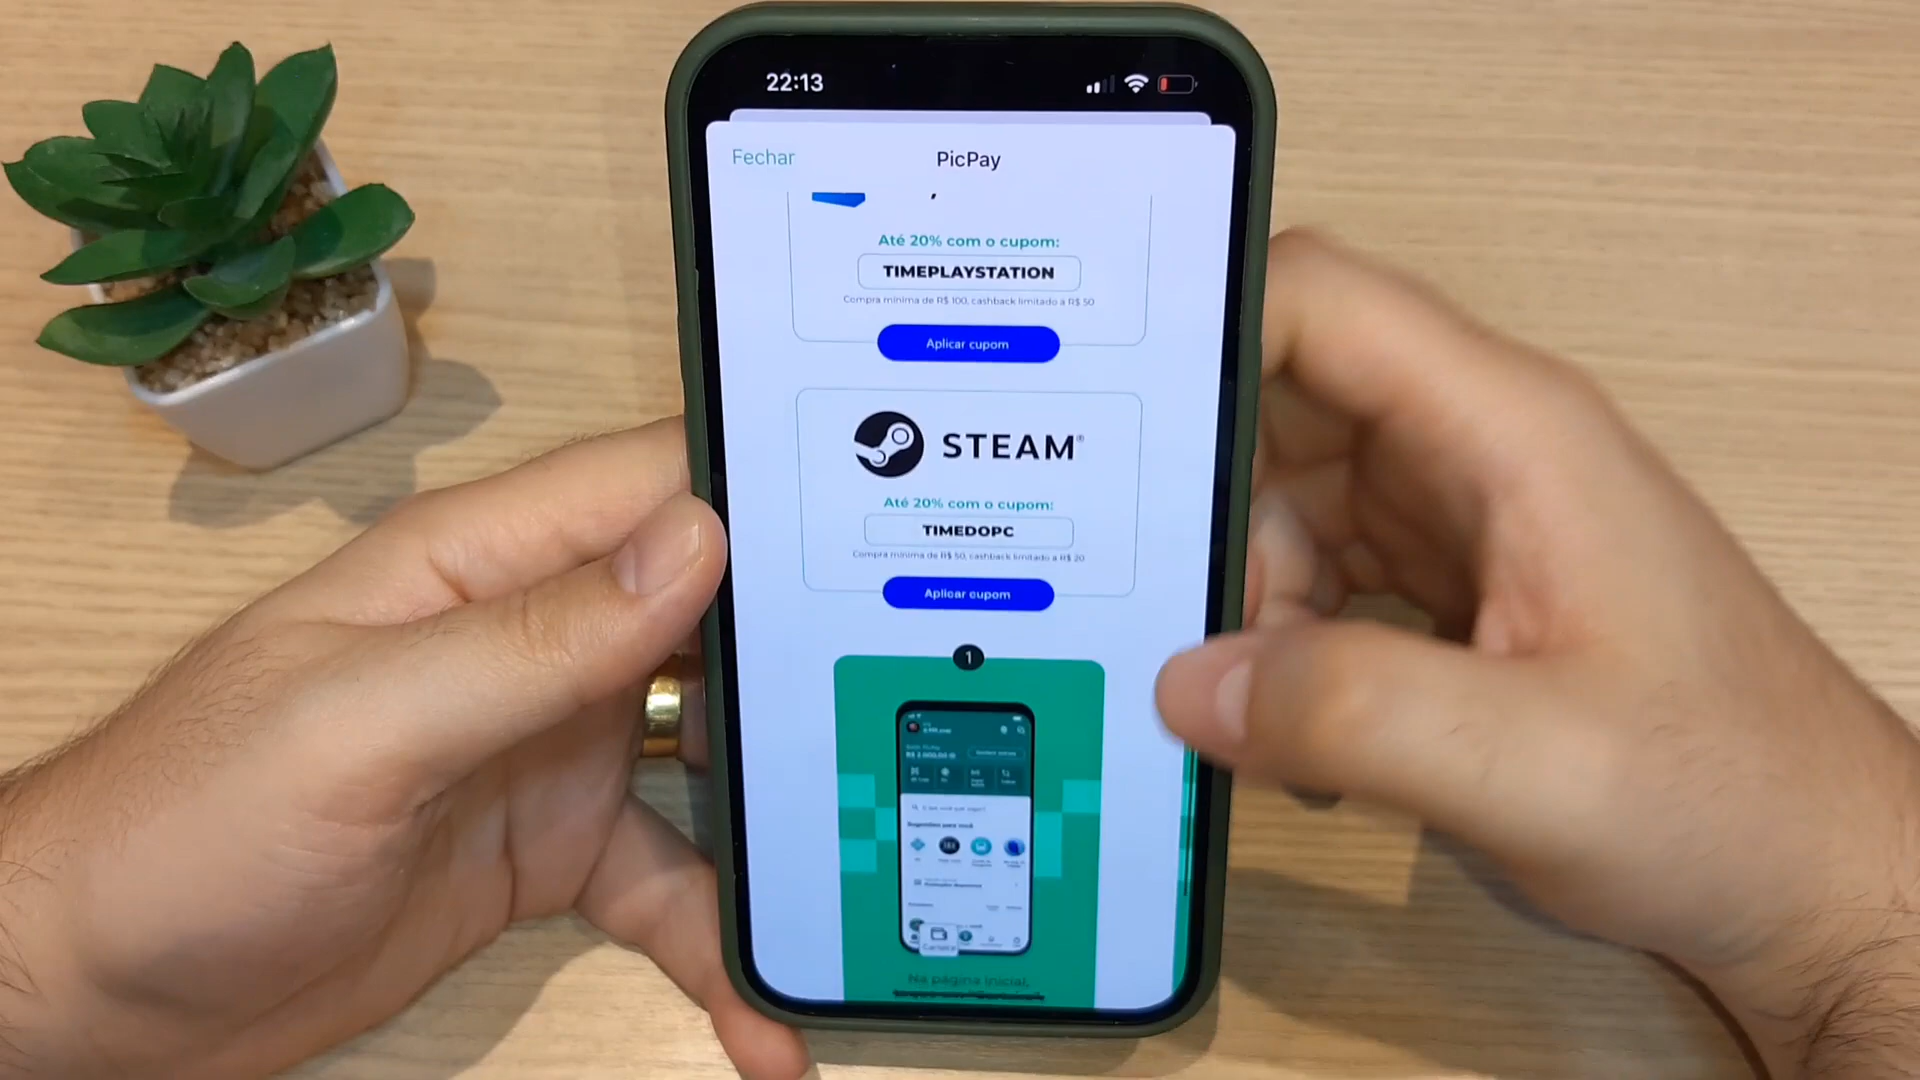 22:13
Fechar
PicPay
Até 20% com o cupom:
TIMEPLAYSTATION
Compra mínima de R$ 100, cashback limitado a R$ 50
Aplicar cupom
STEAM®
Até 20% com o cupom:
TIMEDOPC
Compra mínima de R$ 50, cashback limitado a R$ 20
Aplicar cupom
1
Na página inicial,